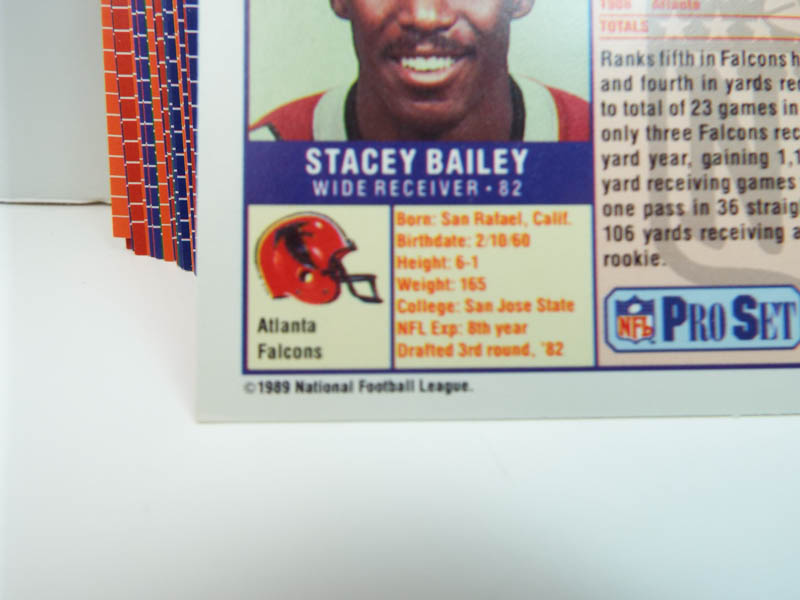 STACEY BAILEY
WIDE RECEIVER • 82
Born: San Rafael, Calif.
Birthdate: 2/10/60
Height: 6-1
Weight: 165
College: San Jose State
NFL Exp: 8th year
Drafted 3rd round, '82
Atlanta
Falcons
©1989 National Football League.
Atlanta
TOTALS
Ranks fifth in Falcons h
and fourth in yards re
to total of 23 games in
only three Falcons rec
yard year, gaining 1,1
yard receiving games
one pass in 36 straig
106 yards receiving a
rookie.
NFL PRO SET